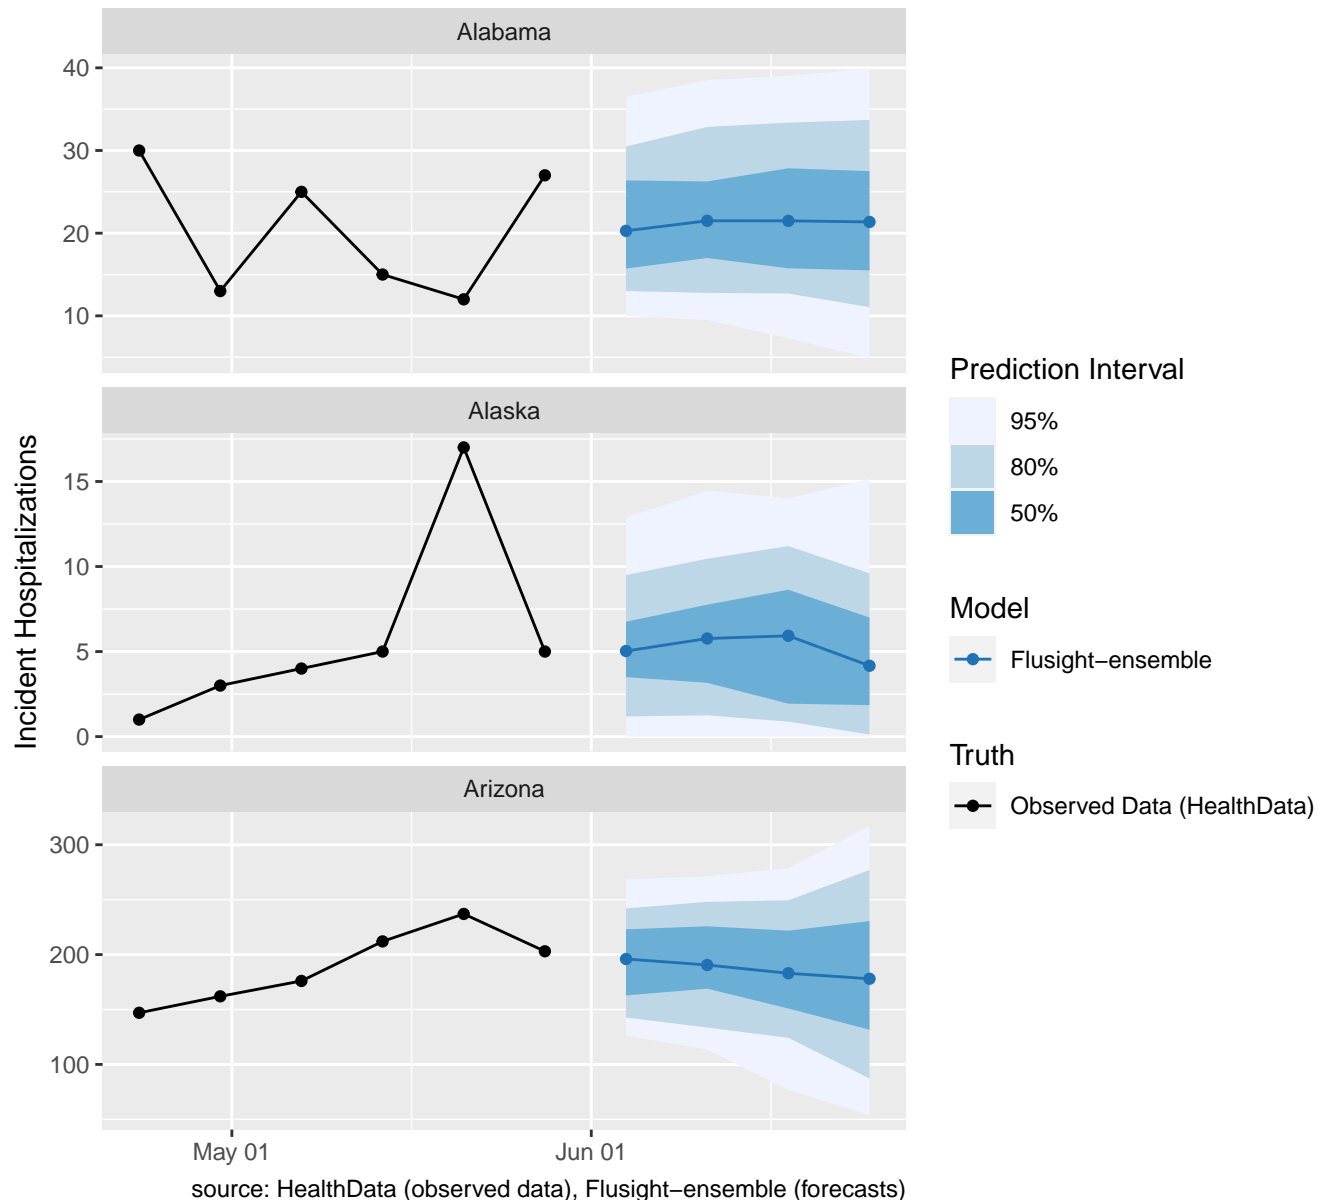 Alabama
40
30
20
10
Alaska
15
10
5
0
Arizona
300
200
100
May 01
Jun 01
Incident Hospitalizations
source: HealthData (observed data), Flusight−ensemble (forecasts)
Prediction Interval
95%
80%
50%
Model
Flusight−ensemble
Truth
Observed Data (HealthData)